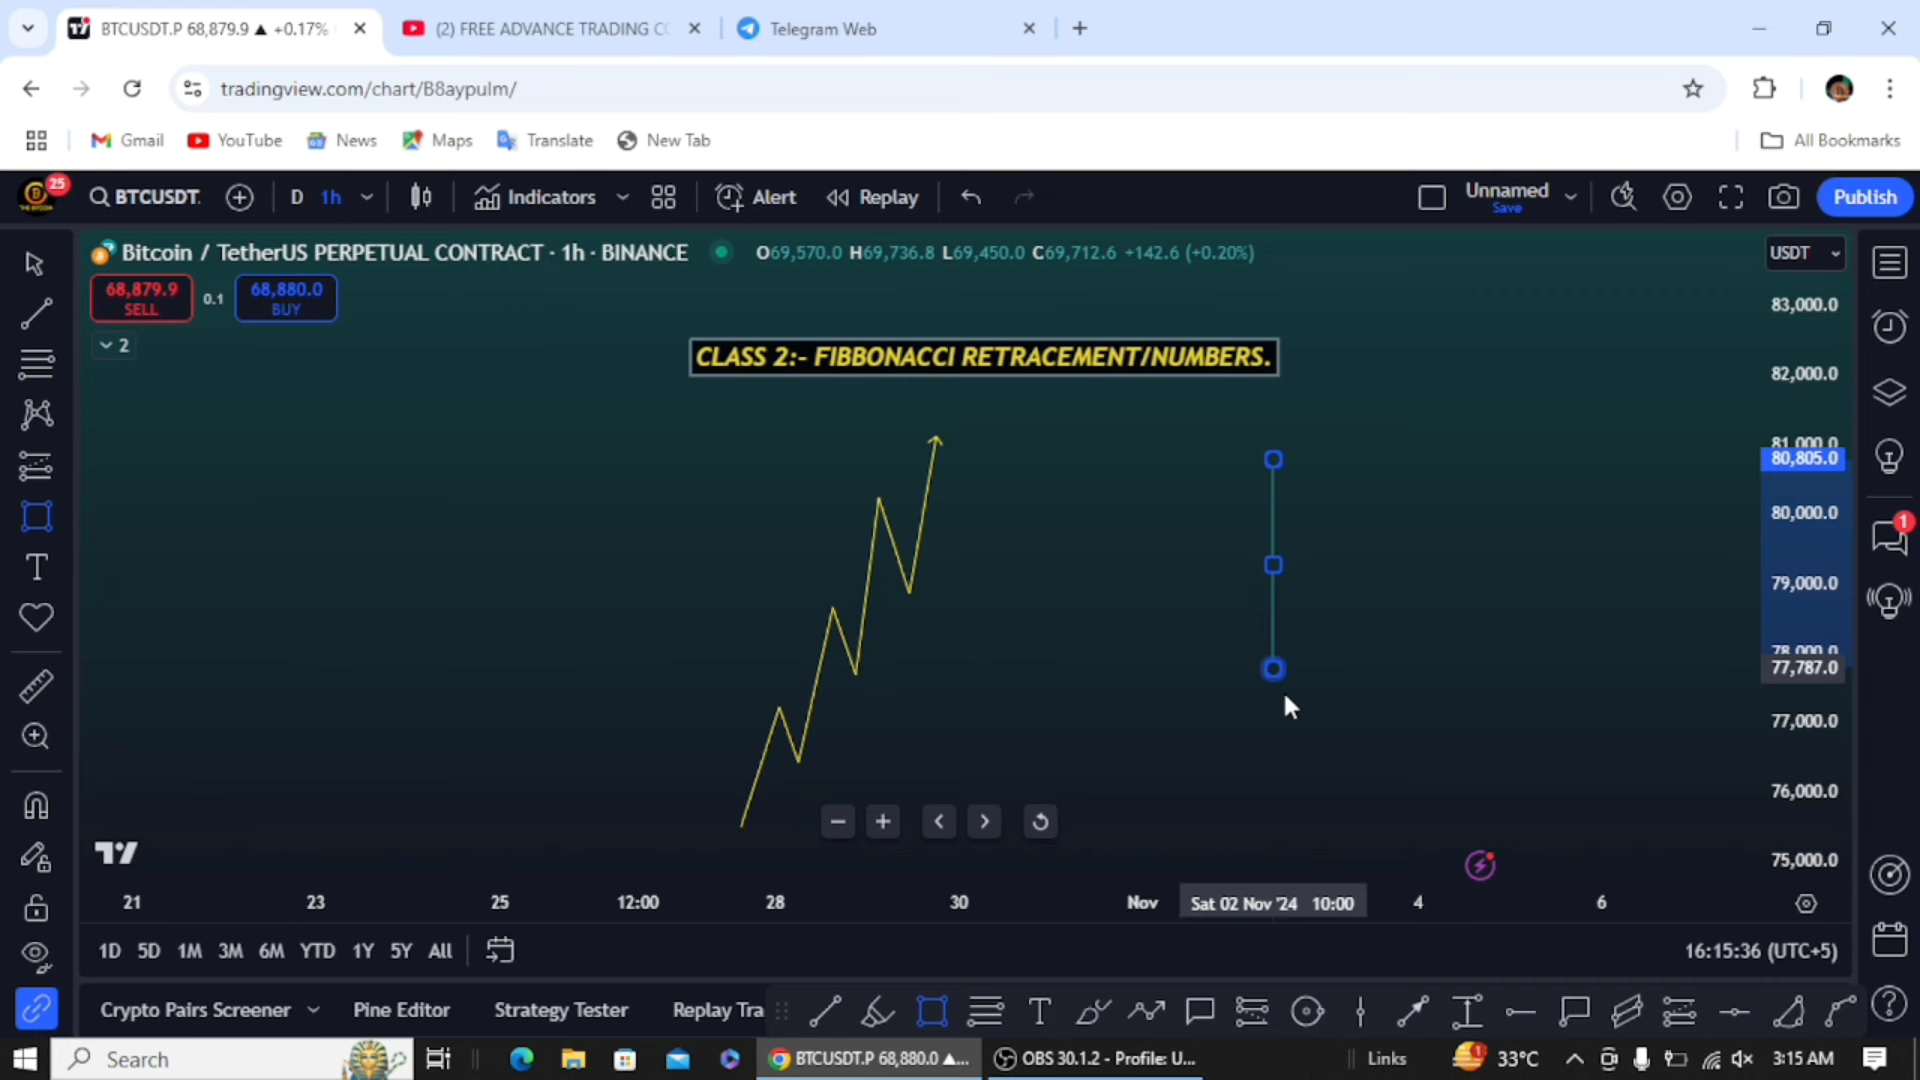 BTCUSDT.P 68,879.9 ▲ +0.17%
(2) FREE ADVANCE TRADING CO
Telegram Web
tradingview.com/chart/B8aypulm/
Gmail
YouTube
News
Maps
Translate
New Tab
All Bookmarks
25
BTCUSDT.
D
1h
Indicators
Alert
Replay
Unnamed
Save
Publish
Bitcoin / TetherUS PERPETUAL CONTRACT · 1h · BINANCE
O69,570.0 H69,736.8 L69,450.0 C69,712.6 +142.6 (+0.20%)
USDT
68,879.9
SELL
0.1
68,880.0
BUY
2
CLASS 2:- FIBBONACCI RETRACEMENT/NUMBERS.
83,000.0
82,000.0
81,000.0
80,805.0
80,000.0
79,000.0
78,000.0
77,787.0
77,000.0
76,000.0
75,000.0
1
21
23
25
12:00
28
30
Nov
Sat 02 Nov '24 10:00
4
6
1D
5D
1M
3M
6M
YTD
1Y
5Y
All
16:15:36 (UTC+5)
Crypto Pairs Screener
Pine Editor
Strategy Tester
Replay Tra
Search
BTCUSDT.P 68,880.0 ▲...
OBS 30.1.2 - Profile: U...
Links
33°C
3:15 AM